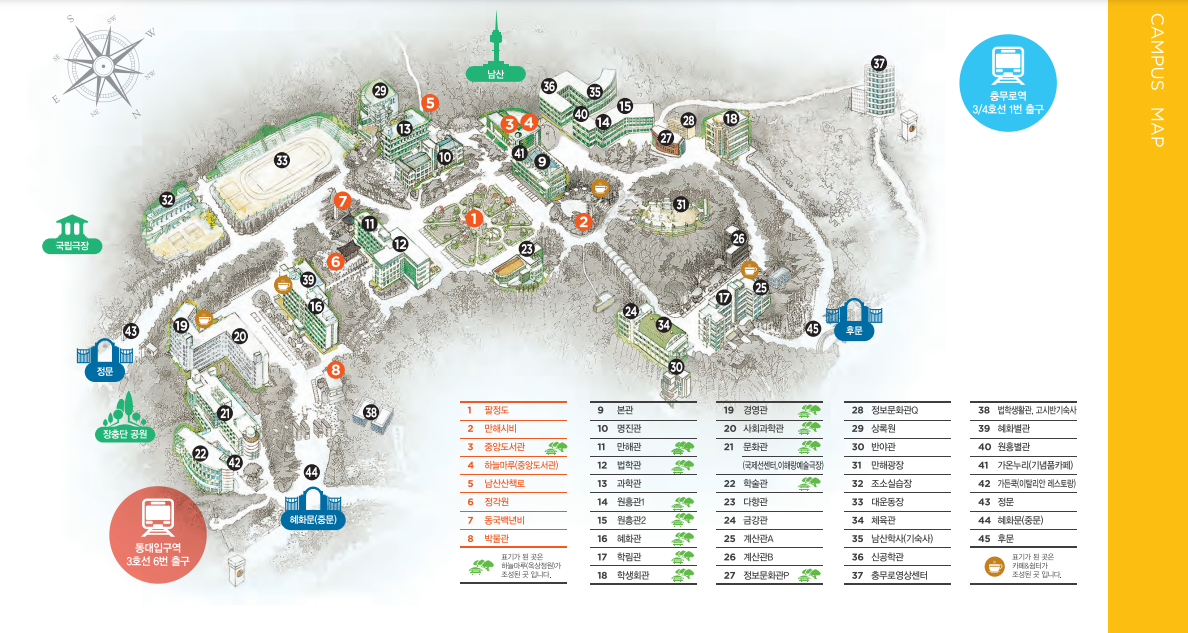 CAMPUS MAP
남산
충무로역
3/4호선 1번 출구
국립극장
정문
장충단 공원
동대입구역
3호선 6번 출구
혜화문(중문)
후문
S
W
E
1 팔정도
2 만해시비
3 중앙도서관
4 하늘마루(중앙도서관)
5 남산산책로
6 정각원
7 동국백년비
8 박물관
표기가 된 곳은
하늘마루(옥상정원)가
조성된 곳 입니다.
9 본관
10 명진관
11 만해관
12 법학관
13 과학관
14 원흥관1
15 원흥관2
16 혜화관
17 학림관
18 학생회관
19 경영관
20 사회과학관
21 문화관
(국제선센터,이해랑예술극장)
22 학술관
23 다향관
24 금강관
25 계산관A
26 계산관B
27 정보문화관P
28 정보문화관Q
29 상록원
30 반야관
31 만해광장
32 조소실습장
33 대운동장
34 체육관
35 남산학사(기숙사)
36 신공학관
37 충무로영상센터
38 법학생활관, 고시반기숙사
39 혜화별관
40 원흥별관
41 가온누리(기념품카페)
42 가든쿡(이탈리안 레스토랑)
43 정문
44 혜화문(중문)
45 후문
표기가 된 곳은
카페&쉼터가
조성된 곳 입니다.
37
36
35
15
40
14
28
18
27
29
5
13
10
3
4
41
9
33
32
7
11
1
2
31
12
6
23
26
39
16
17
25
24
34
45
43
19
20
30
8
21
38
22
42
44